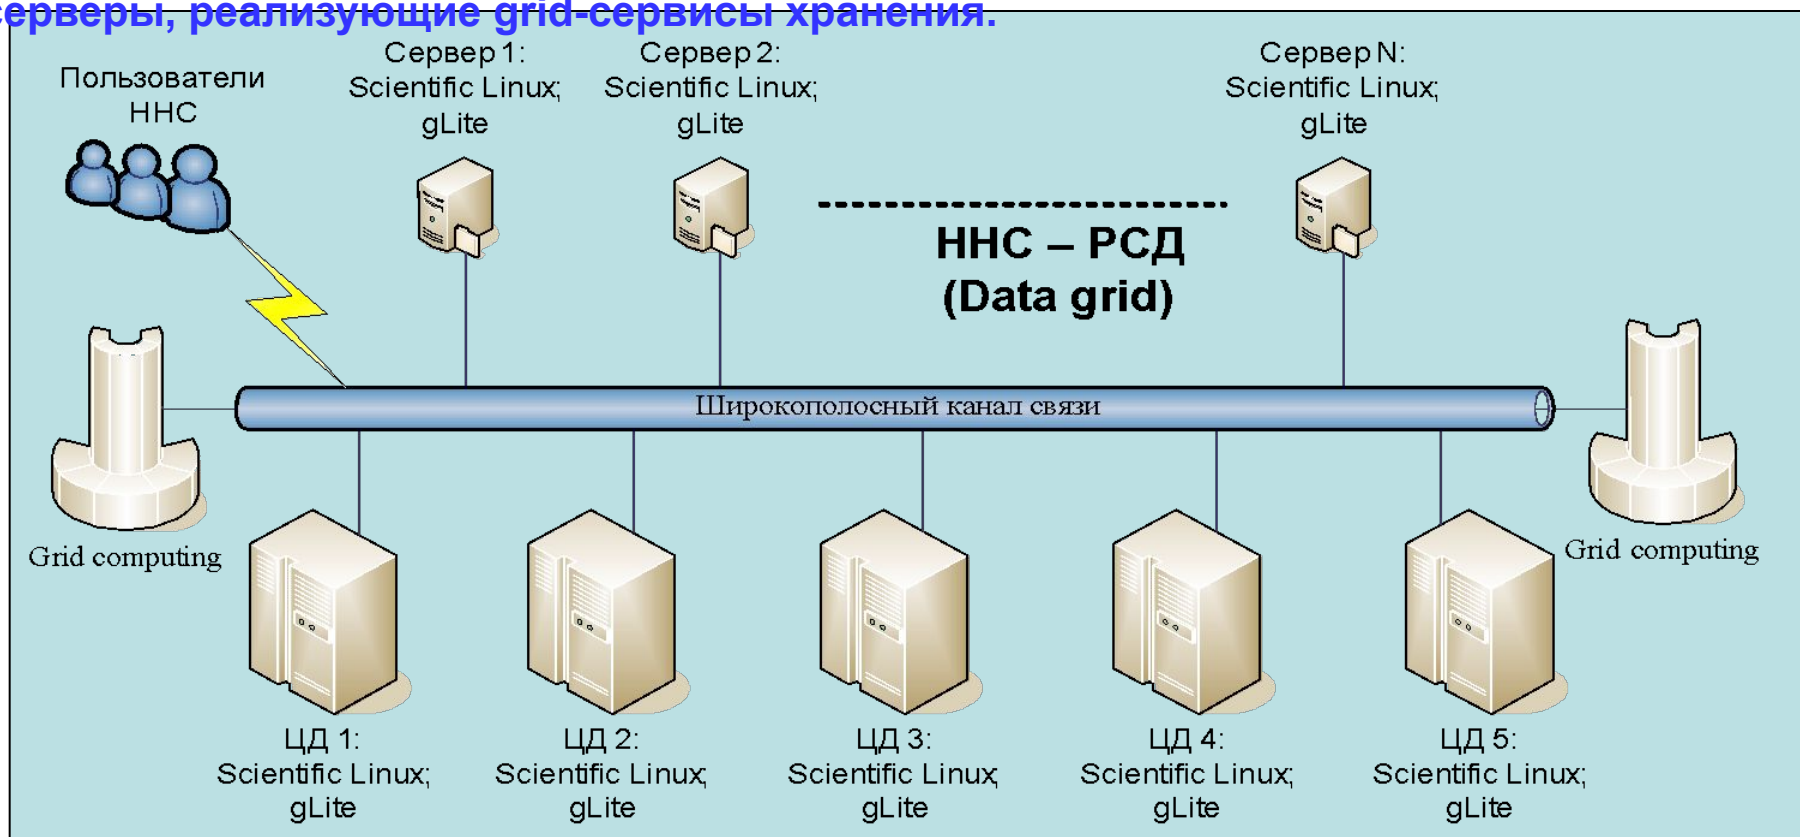 серверы, реализующие grid-сервисы хранения.
Пользователи
ННС
Сервер 1:
Scientific Linux;
gLite
Сервер 2:
Scientific Linux;
gLite
Сервер N:
Scientific Linux;
gLite
ННС – РСД
(Data grid)
Широкополосный канал связи
Grid computing
Grid computing
ЦД 1:
Scientific Linux;
gLite
ЦД 2:
Scientific Linux;
gLite
ЦД 3:
Scientific Linux;
gLite
ЦД 4:
Scientific Linux;
gLite
ЦД 5:
Scientific Linux;
gLite